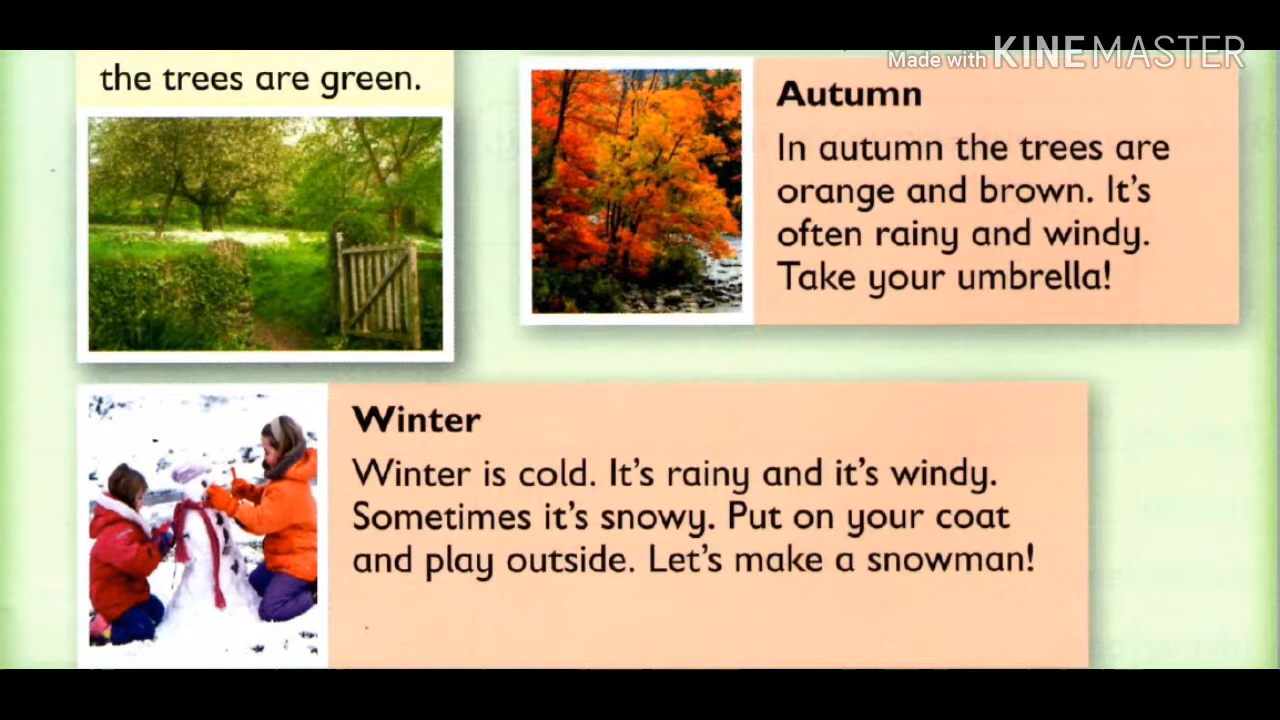 Made with KINEMASTER
the trees are green.
Autumn
In autumn the trees are
orange and brown. It's
often rainy and windy.
Take your umbrella!
Winter
Winter is cold. It's rainy and it's windy.
Sometimes it's snowy. Put on your coat
and play outside. Let's make a snowman!